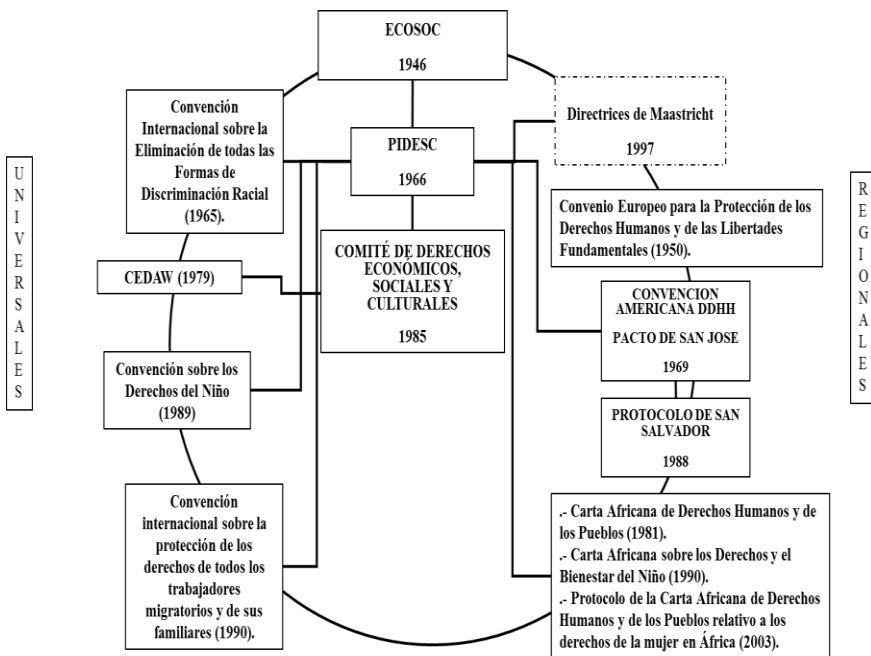 ECOSOC
1946
Convención
Internacional sobre la
Eliminación de todas las
Formas de
Discriminación Racial
(1965).
PIDESC
1966
Directrices de Maastricht
1997
UNIVERSALES
REGIONALES
Convenio Europeo para la Protección de los
Derechos Humanos y de las Libertades
Fundamentales (1950).
CEDAW (1979)
COMITÉ DE DERECHOS
ECONÓMICOS,
SOCIALES Y
CULTURALES
1985
CONVENCION
AMERICANA DDHH
PACTO DE SAN JOSE
1969
Convención sobre los
Derechos del Niño
(1989)
PROTOCOLO DE SAN
SALVADOR
1988
Convención
internacional sobre la
protección de los
derechos de todos los
trabajadores
migratorios y de sus
familiares (1990).
.- Carta Africana de Derechos Humanos y de
los Pueblos (1981).
.- Carta Africana sobre los Derechos y el
Bienestar del Niño (1990).
.- Protocolo de la Carta Africana de Derechos
Humanos y de los Pueblos relativo a los
derechos de la mujer en África (2003).